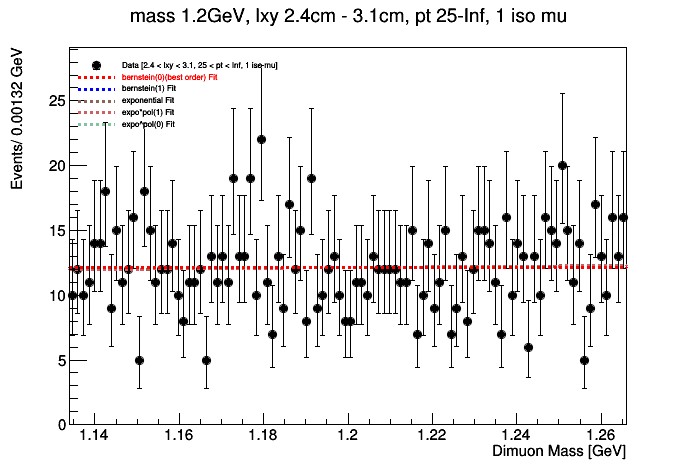 mass 1.2GeV, lxy 2.4cm - 3.1cm, pt 25-Inf, 1 iso mu
Events/ 0.00132 GeV
Data [2.4 < lxy < 3.1, 25 < pt < Inf, 1 iso mu]
bernstein(0)(best order) Fit
bernstein(1) Fit
exponential Fit
expo*pol(1) Fit
expo^pol(0) Fit
25
20
15
10
5
0
1.14 1.16 1.18 1.2 1.22 1.24 1.26
Dimuon Mass [GeV]